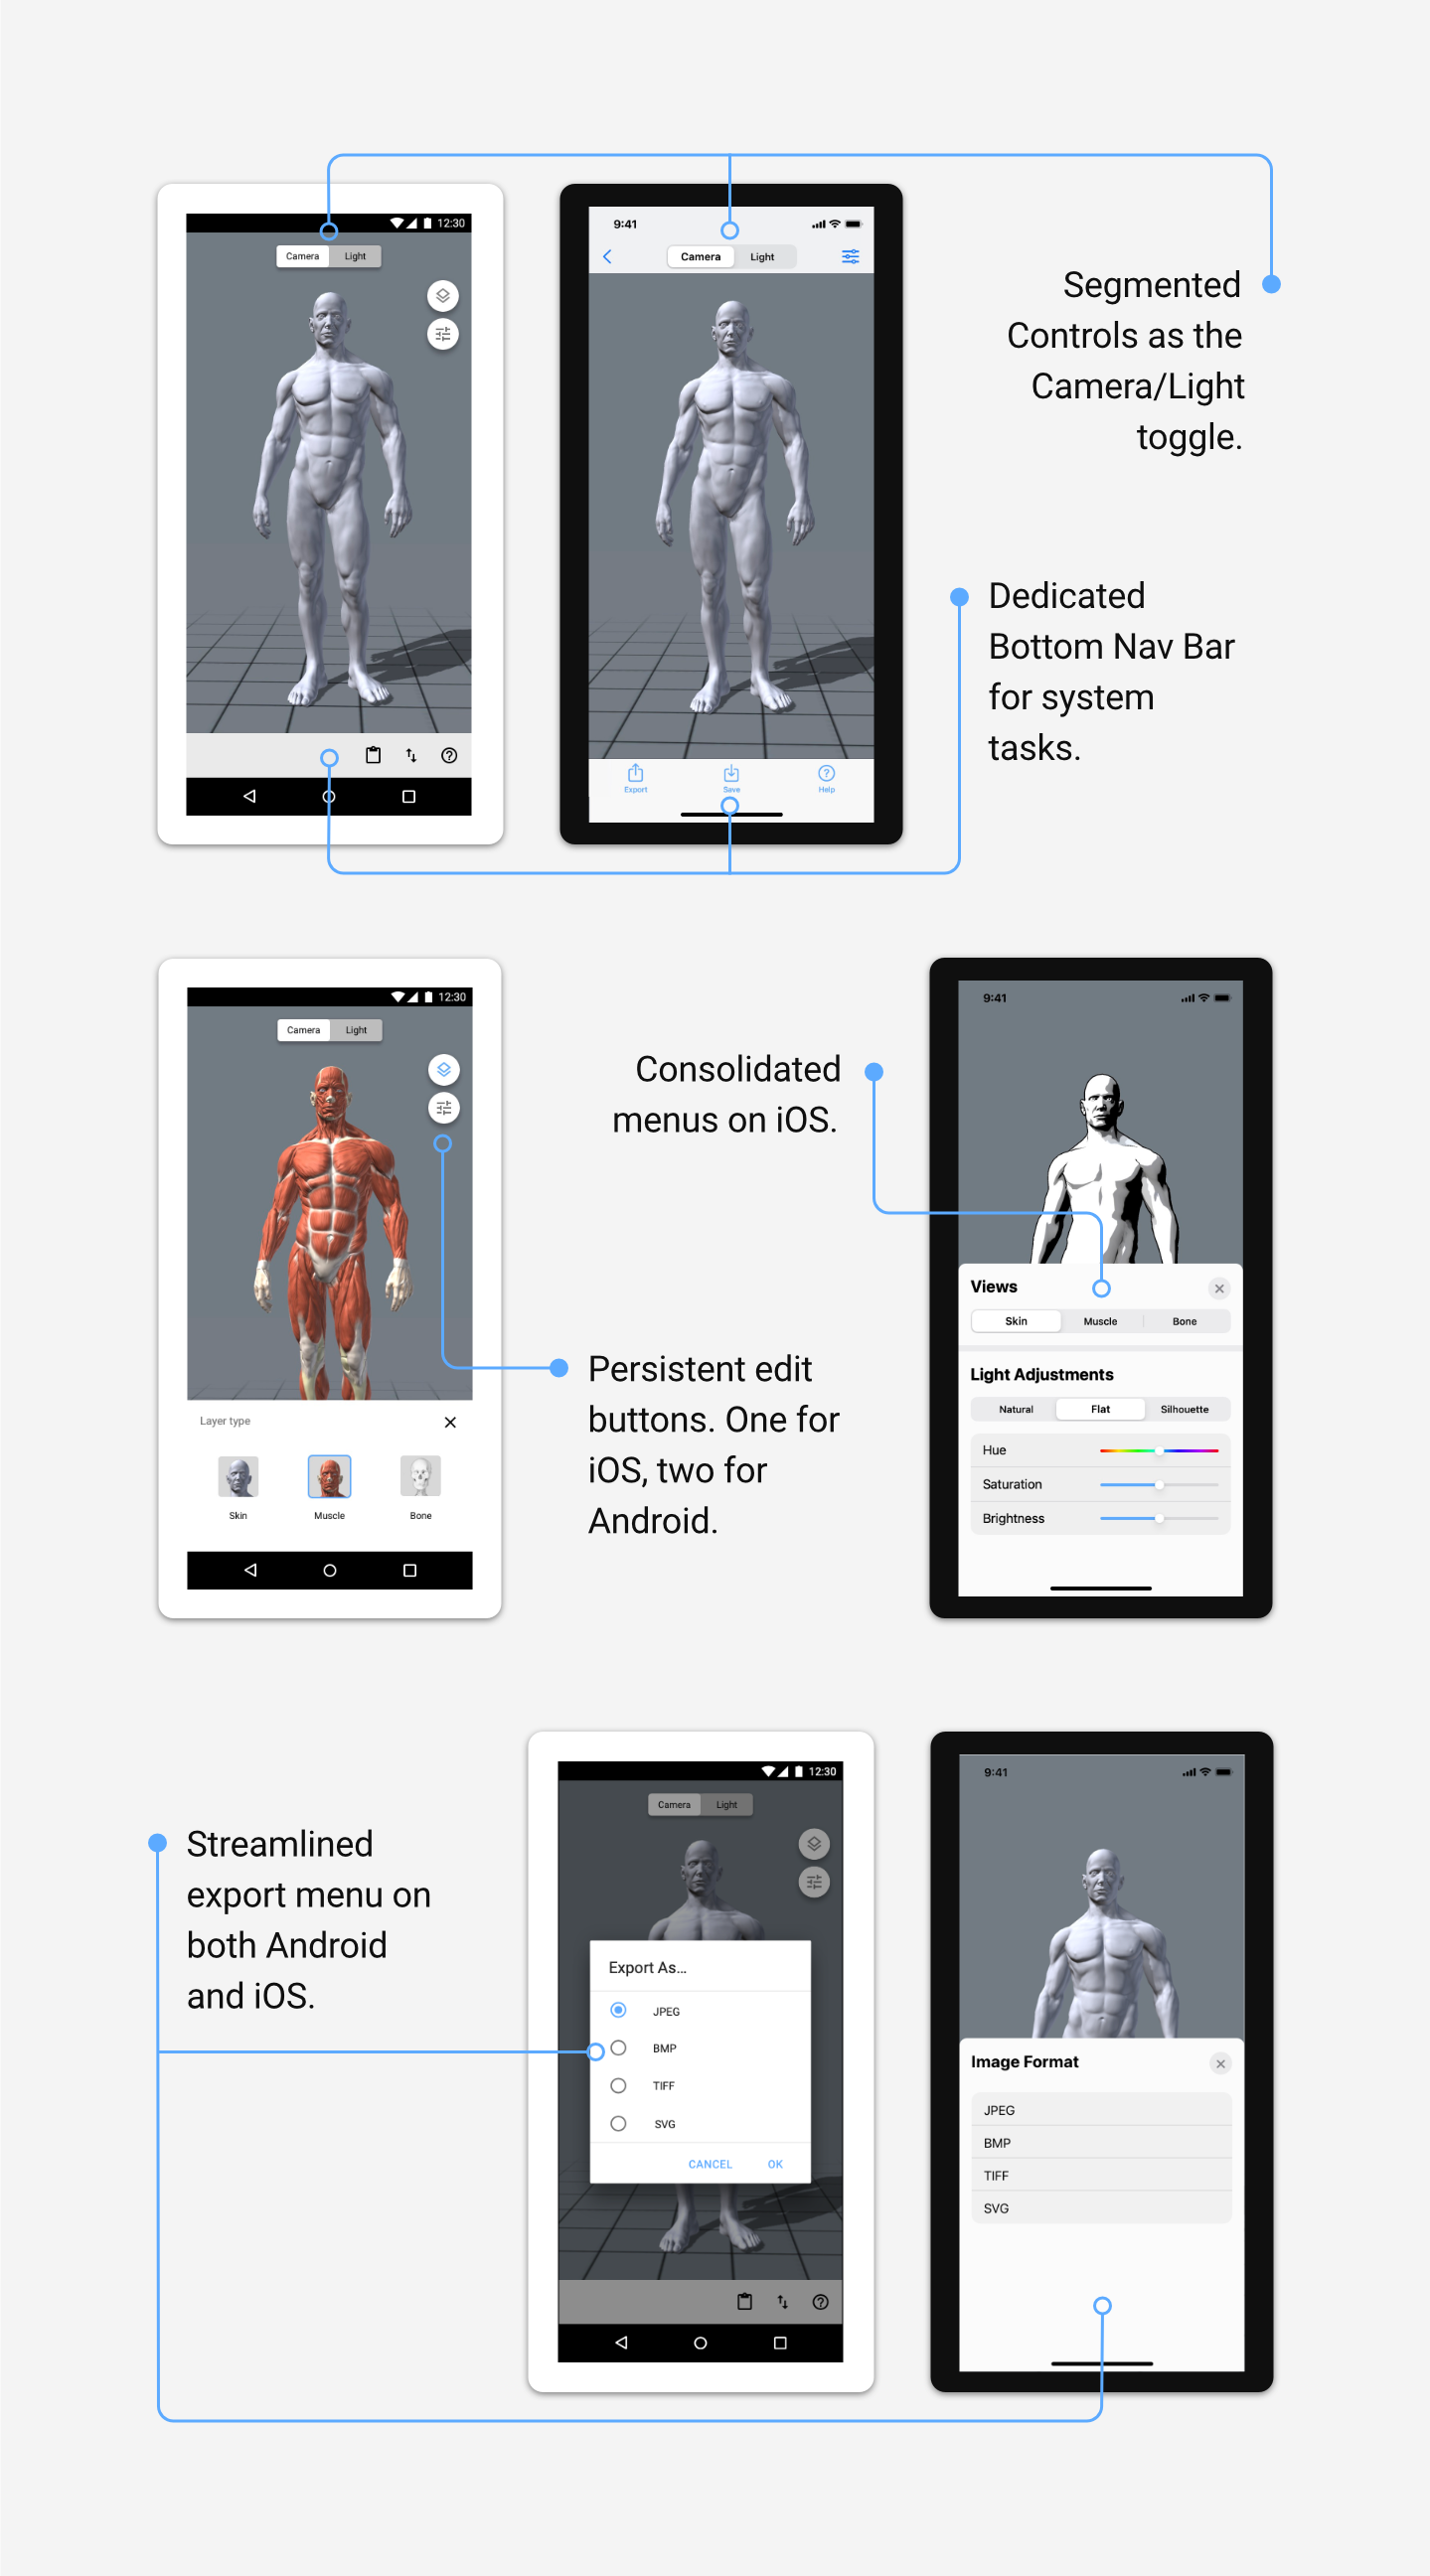 12:30
Camera Light
9:41
Camera Light
Export Save Help
Segmented
Controls as the
Camera/Light
toggle.
Dedicated
Bottom Nav Bar
for system
tasks.
12:30
Camera Light
Layer type
Skin Muscle Bone
Consolidated
menus on iOS.
Persistent edit
buttons. One for
iOS, two for
Android.
9:41
Views
Skin Muscle Bone
Light Adjustments
Natural Flat Silhouette
Hue
Saturation
Brightness
Streamlined
export menu on
both Android
and iOS.
12:30
Camera Light
Export As...
JPEG
BMP
TIFF
SVG
CANCEL OK
9:41
Image Format
JPEG
BMP
TIFF
SVG